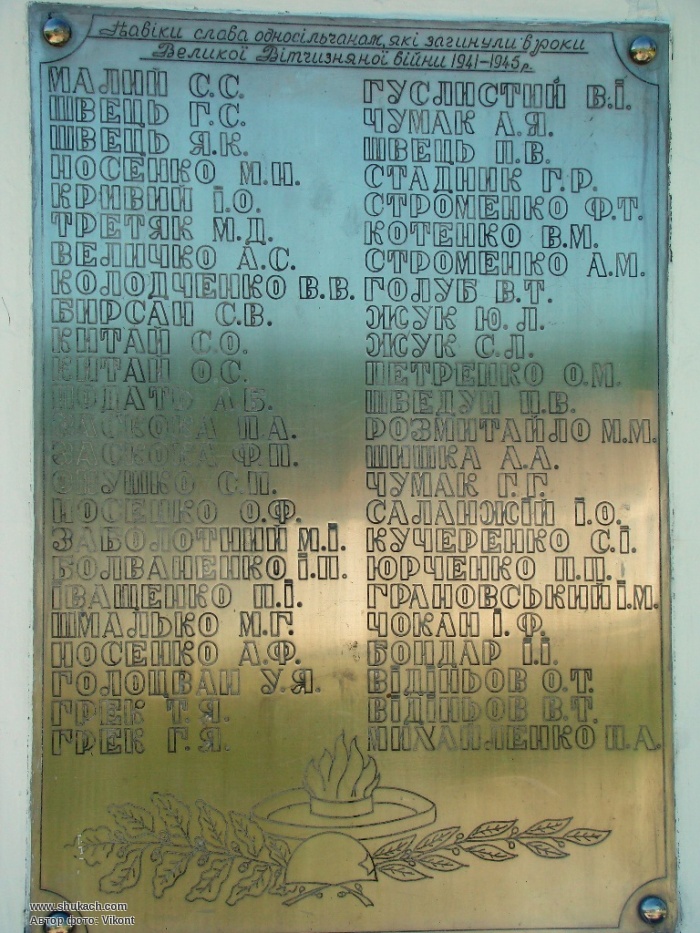 Навіки слава односільчанам, які загинули в роки
Великої Вітчизняної війни 1941-1945р.
МАЛИЙ С.С.
ШВЕЦЬ Г.С.
ШВЕЦЬ Я.К.
НОСЕНКО М.Н.
КРИВИЙ І.О.
ТРЕТЯК М.Д.
ВЕЛИЧКО А.С.
КОЛОДЧЕНКО В.В.
БИРСАН С.В.
КИТАЙ С.О.
КИТАЙ О.С.
А.Б.
П.А.
Ф.П.
С.П.
НОСЕНКО О.Ф.
ЗАБОЛОТНИЙ М.І.
БОЛВАНЕНКО І.П.
ІВАЩЕНКО П.І.
ШМАЛЬКО М.Г.
НОСЕНКО А.Ф.
ГОЛОЦВАН У.Я.
ГРЕК Т.Я.
ГРЕК Г.Я.
ГУСЛИСТИЙ В.І.
ЧУМАК А.Я.
ШВЕЦЬ П.В.
СТАДНИК Г.Р.
СТРОМЕНКО Ф.Т.
КОТЕНКО В.М.
СТРОМЕНКО А.М.
ГОЛУБ В.Т.
ЖУК Ю.Л.
ЖУК С.Л.
ПЕТРЕНКО О.М.
ШВЕДУН П.В.
РОЗМИТАЙЛО М.М.
ШИШКА А.А.
ЧУМАК Г.Г.
САЛАНЖІЙ І.О.
КУЧЕРЕНКО С.І.
ЮРЧЕНКО П.П.
ГРАНОВСЬКИЙ І.М.
ЧОКАН І.Ф.
БОНДАР І.І.
ВІДІНЬОВ О.Т.
ВІДІНЬОВ В.Т.
МИХАЙЛЕНКО Н.А.
www.shukach.com
Автор фото: Vikont